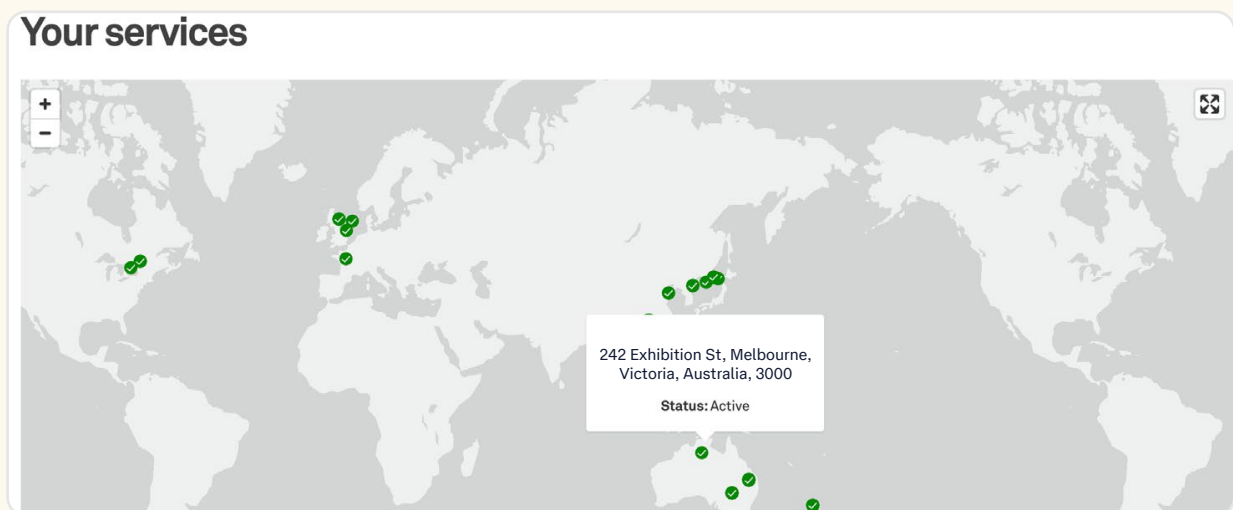 Your services
+
−
242 Exhibition St, Melbourne,
Victoria, Australia, 3000
Status: Active